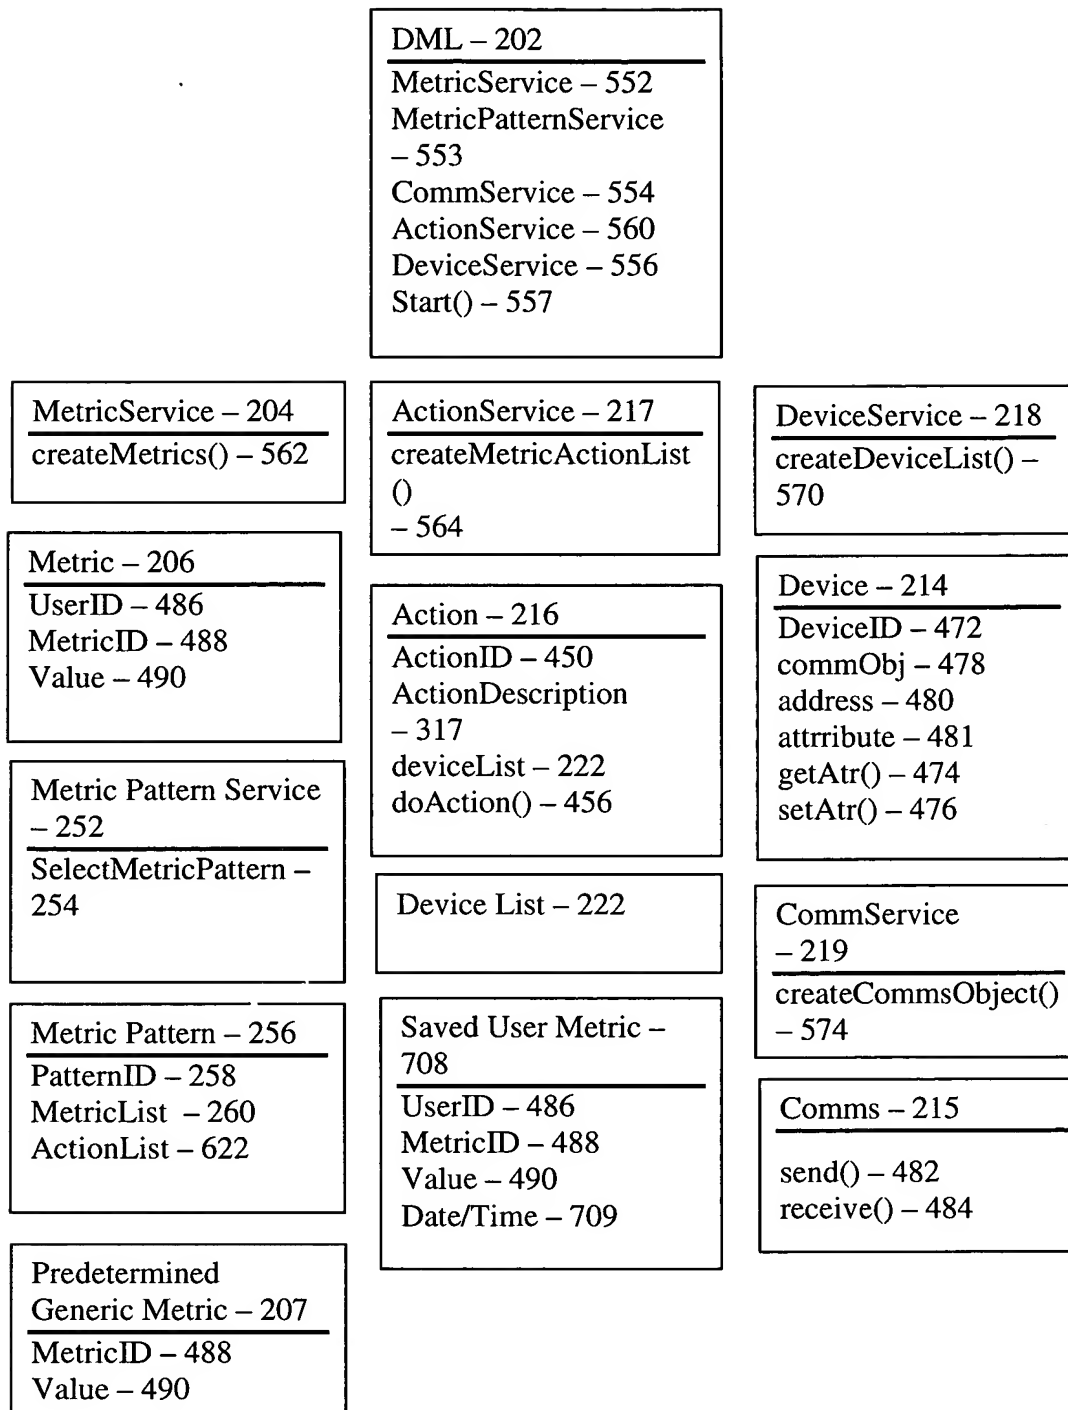 DML – 202
MetricService – 552
MetricPatternService
– 553
CommService – 554
ActionService – 560
DeviceService – 556
Start() – 557
MetricService – 204
createMetrics() – 562
Metric – 206
UserID – 486
MetricID – 488
Value – 490
Metric Pattern Service
– 252
SelectMetricPattern –
254
Metric Pattern – 256
PatternID – 258
MetricList – 260
ActionList – 622
Predetermined
Generic Metric – 207
MetricID – 488
Value – 490
ActionService – 217
createMetricActionList
()
– 564
Action – 216
ActionID – 450
ActionDescription
– 317
deviceList – 222
doAction() – 456
Device List – 222
Saved User Metric –
708
UserID – 486
MetricID – 488
Value – 490
Date/Time – 709
DeviceService – 218
createDeviceList() –
570
Device – 214
DeviceID – 472
commObj – 478
address – 480
attrribute – 481
getAtr() – 474
setAtr() – 476
CommService
– 219
createCommsObject()
– 574
Comms – 215
send() – 482
receive() – 484